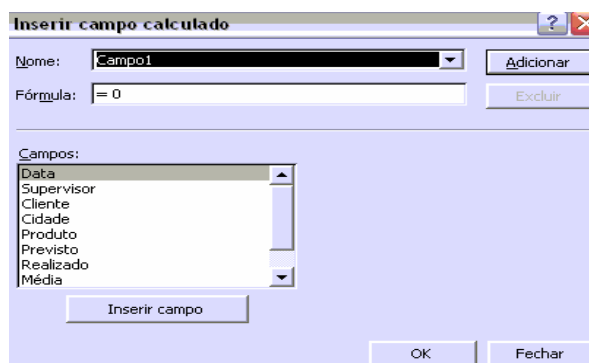 Inserir campo calculado
Nome: Campo1 Adicionar
Fórmula: = 0 Excluir
Campos:
Data
Supervisor
Cliente
Cidade
Produto
Previsto
Realizado
Média
Inserir campo
OK Fechar